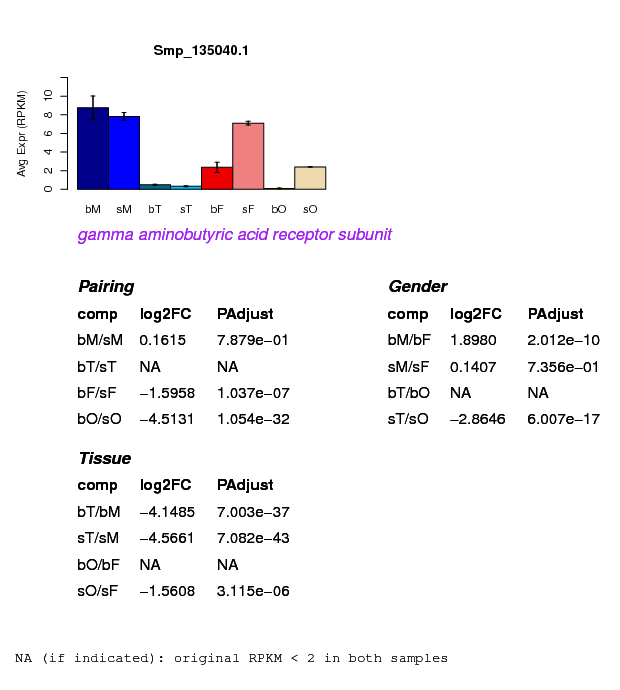 Smp_135040.1
Avg Expr (RPKM)
0 2 4 6 8 10
bM sM bT sT bF sF bO sO
gamma aminobutyric acid receptor subunit
Pairing
comp log2FC PAdjust
bM/sM 0.1615 7.879e−01
bT/sT NA NA
bF/sF −1.5958 1.037e−07
bO/sO −4.5131 1.054e−32
Gender
comp log2FC PAdjust
bM/bF 1.8980 2.012e−10
sM/sF 0.1407 7.356e−01
bT/bO NA NA
sT/sO −2.8646 6.007e−17
Tissue
comp log2FC PAdjust
bT/bM −4.1485 7.003e−37
sT/sM −4.5661 7.082e−43
bO/bF NA NA
sO/sF −1.5608 3.115e−06
NA (if indicated): original RPKM < 2 in both samples